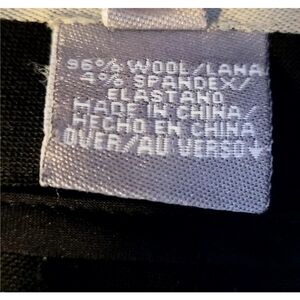 96% WOOL/LANA
4% SPANDEX/
ELASTANO
MADE IN CHINA/
HECHO EN CHINA
OVER/AU VERSO↓